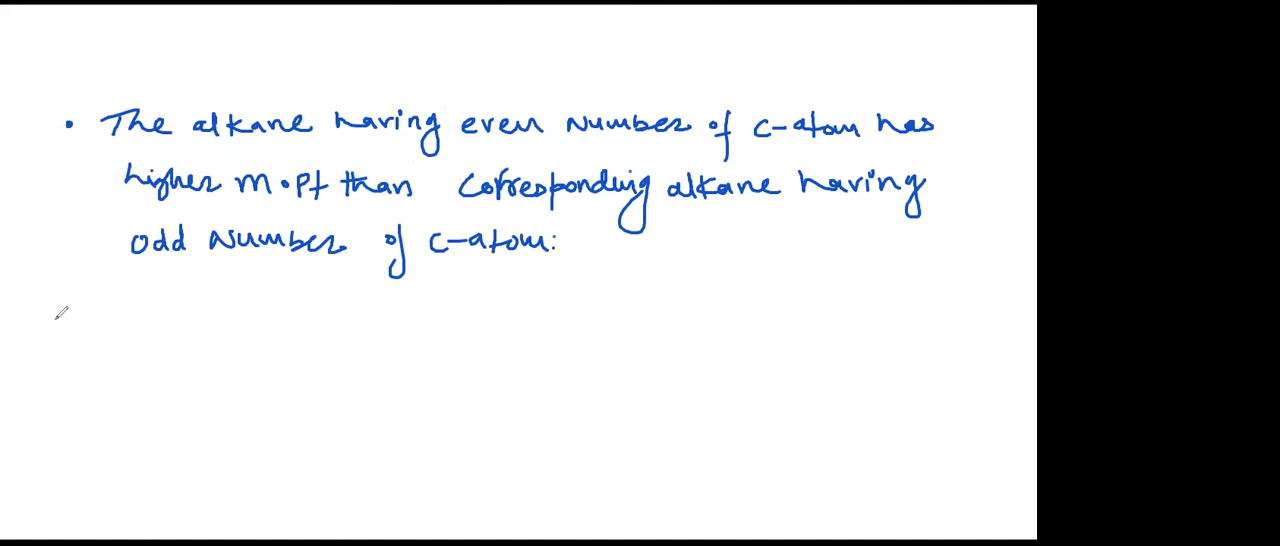 • The alkane having even number of c-atom has
higher m.pt than corresponding alkane having
odd number of c-atom: